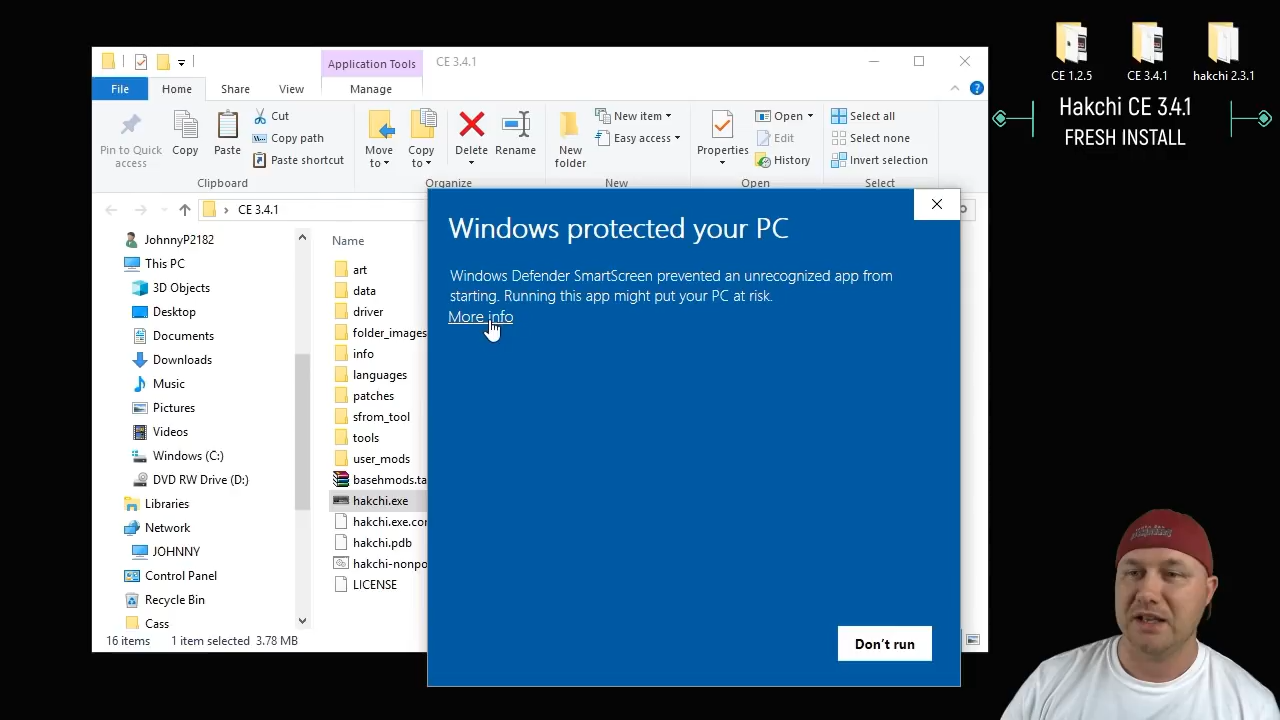 Application Tools
CE 3.4.1
File
Home
Share
View
Manage
Pin to Quick
access
Copy
Paste
Cut
Copy path
Paste shortcut
Clipboard
Move
to
Copy
to
Delete
Rename
Organize
New
folder
New item
Easy access
New
Properties
Open
Edit
History
Open
Select all
Select none
Invert selection
Select
CE 3.4.1
JohnnyP2182
This PC
3D Objects
Desktop
Documents
Downloads
Music
Pictures
Videos
Windows (C:)
DVD RW Drive (D:)
Libraries
Network
JOHNNY
Control Panel
Recycle Bin
Cass
Name
art
data
driver
folder_images
info
languages
patches
sfrom_tool
tools
user_mods
basehmods.ta
hakchi.exe
hakchi.exe.cor
hakchi.pdb
hakchi-nonpo
LICENSE
16 items
1 item selected 3.78 MB
Windows protected your PC
Windows Defender SmartScreen prevented an unrecognized app from
starting. Running this app might put your PC at risk.
More info
Don't run
CE 1.2.5
CE 3.4.1
hakchi 2.3.1
Hakchi CE 3.4.1
FRESH INSTALL